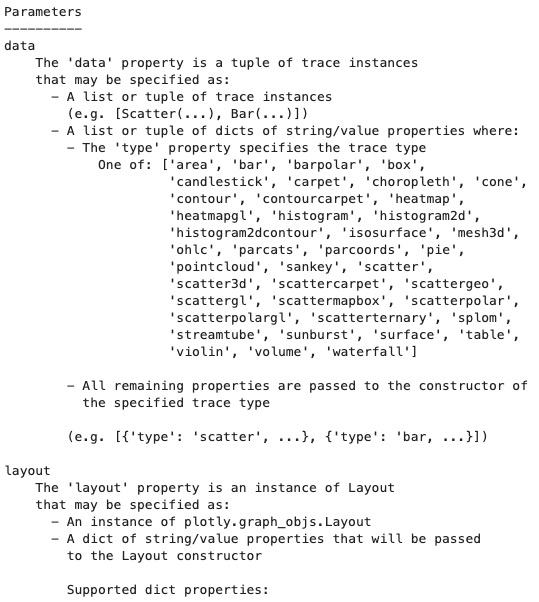 Parameters
----------
data
The 'data' property is a tuple of trace instances
that may be specified as:
- A list or tuple of trace instances
(e.g. [Scatter(...), Bar(...)])
- A list or tuple of dicts of string/value properties where:
- The 'type' property specifies the trace type
One of: ['area', 'bar', 'barpolar', 'box',
'candlestick', 'carpet', 'choropleth', 'cone',
'contour', 'contourcarpet', 'heatmap',
'heatmapgl', 'histogram', 'histogram2d',
'histogram2dcontour', 'isosurface', 'mesh3d',
'ohlc', 'parcats', 'parcoords', 'pie',
'pointcloud', 'sankey', 'scatter',
'scatter3d', 'scattercarpet', 'scattergeo',
'scattergl', 'scattermapbox', 'scatterpolar',
'scatterpolargl', 'scatterternary', 'splom',
'streamtube', 'sunburst', 'surface', 'table',
'violin', 'volume', 'waterfall']
- All remaining properties are passed to the constructor of
the specified trace type
(e.g. [{'type': 'scatter', ...}, {'type': 'bar, ...}])
layout
The 'layout' property is an instance of Layout
that may be specified as:
- An instance of plotly.graph_objs.Layout
- A dict of string/value properties that will be passed
to the Layout constructor
Supported dict properties: